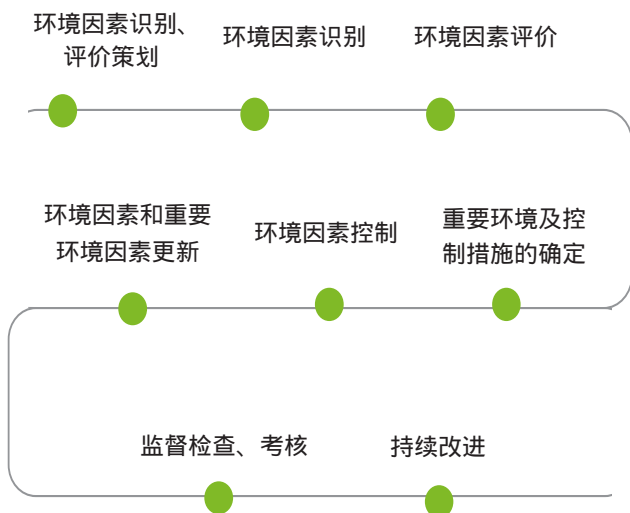 环境因素识别、
评价策划
环境因素识别
环境因素评价
环境因素和重要
环境因素更新
环境因素控制
重要环境及控
制措施的确定
监督检查、考核
持续改进